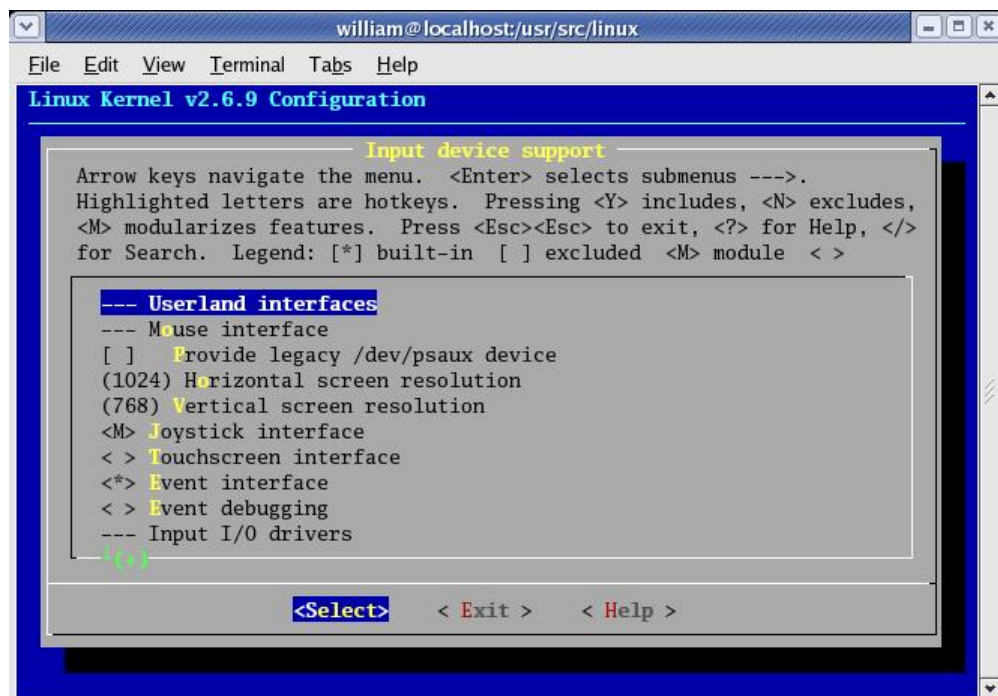 william@localhost:/usr/src/linux
File Edit View Terminal Tabs Help
Linux Kernel v2.6.9 Configuration
Input device support
Arrow keys navigate the menu. <Enter> selects submenus --->.
Highlighted letters are hotkeys. Pressing <Y> includes, <N> excludes,
<M> modularizes features. Press <Esc><Esc> to exit, <?> for Help, </>
for Search. Legend: [*] built-in [ ] excluded <M> module < >
--- Userland interfaces
--- Mouse interface
[ ] Provide legacy /dev/psaux device
(1024) Horizontal screen resolution
(768) Vertical screen resolution
<M> Joystick interface
< > Touchscreen interface
<*> Event interface
< > Event debugging
--- Input I/O drivers
(+)
<Select> < Exit > < Help >